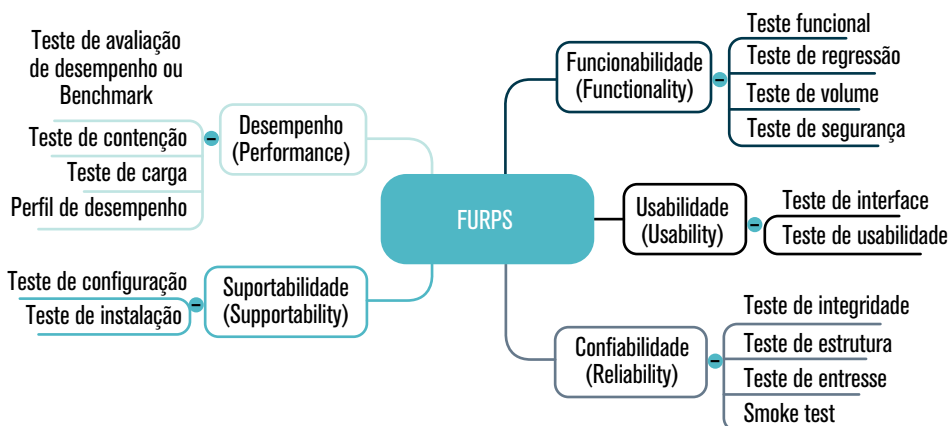 Teste de avaliação
de desempenho ou
Benchmark
Teste de contenção
Teste de carga
Perfil de desempenho
Desempenho
(Performance)
Teste de configuração
Teste de instalação
Suportabilidade
(Supportability)
FURPS
Funcionabilidade
(Functionality)
Teste funcional
Teste de regressão
Teste de volume
Teste de segurança
Usabilidade
(Usability)
Teste de interface
Teste de usabilidade
Confiabilidade
(Reliability)
Teste de integridade
Teste de estrutura
Teste de entresse
Smoke test